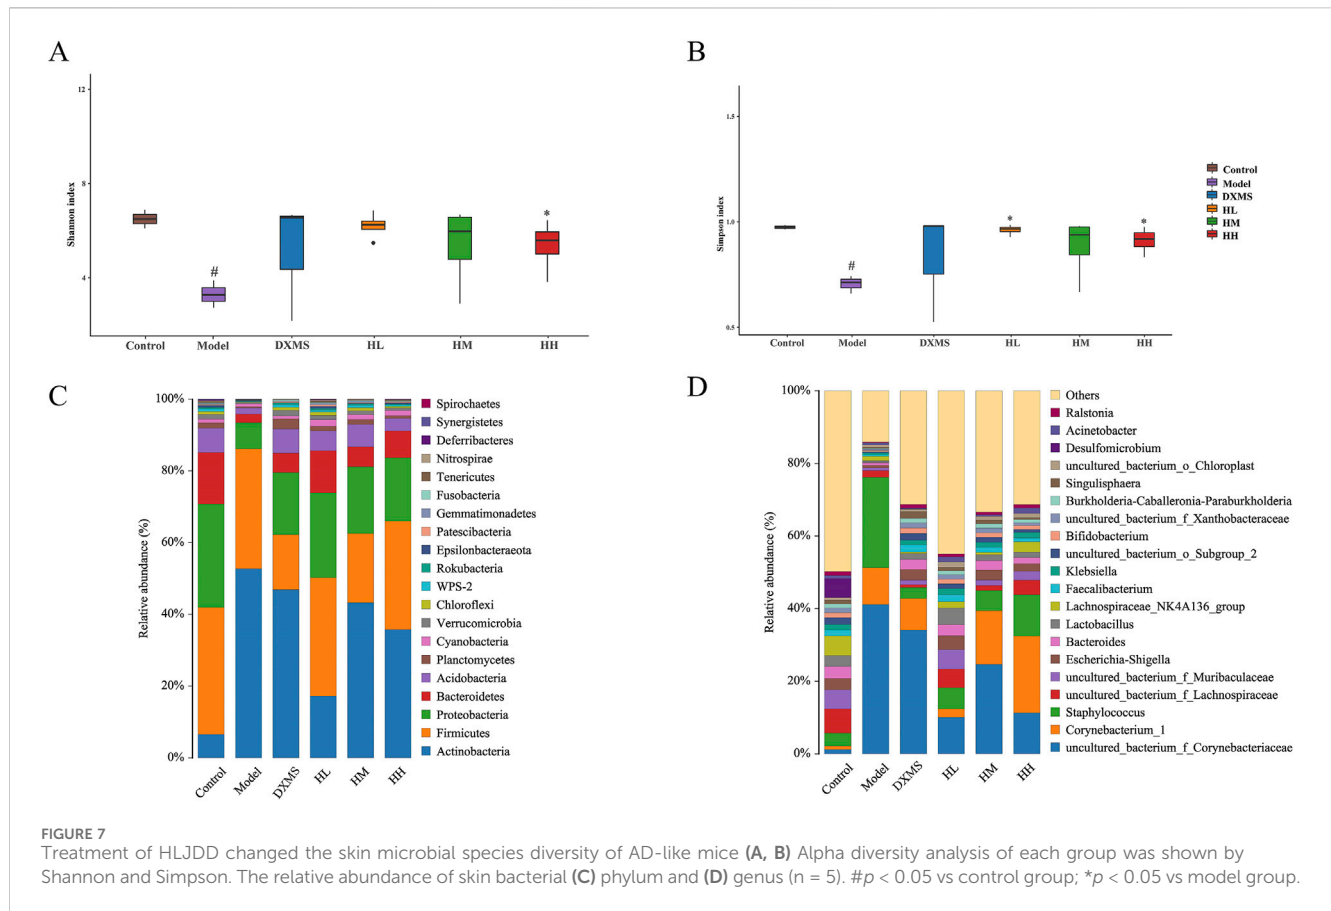 A
12
8
4
Shannon index
#
*
Control Model DXMS HL HM HH
B
1.5
1.0
0.5
Simpson index
#
*
*
Control Model DXMS HL HM HH
Control
Model
DXMS
HL
HM
HH
C
100%
80%
60%
40%
20%
0%
Relative abundance (%)
Control Model DXMS HL HM HH
Spirochaetes
Synergistetes
Deferribacteres
Nitrospirae
Tenericutes
Fusobacteria
Gemmatimonadetes
Patescibacteria
Epsilonbacteraeota
Rokubacteria
WPS-2
Chloroflexi
Verrucomicrobia
Cyanobacteria
Planctomycetes
Acidobacteria
Bacteroidetes
Proteobacteria
Firmicutes
Actinobacteria
D
100%
80%
60%
40%
20%
0%
Relative abundance (%)
Control Model DXMS HL HM HH
Others
Ralstonia
Acinetobacter
Desulfomicrobium
uncultured_bacterium_o_Chloroplast
Singulisphaera
Burkholderia-Caballeronia-Paraburkholderia
uncultured_bacterium_f_Xanthobacteraceae
Bifidobacterium
uncultured_bacterium_o_Subgroup_2
Klebsiella
Faecalibacterium
Lachnospiraceae_NK4A136_group
Lactobacillus
Bacteroides
Escherichia-Shigella
uncultured_bacterium_f_Muribaculaceae
uncultured_bacterium_f_Lachnospiraceae
Staphylococcus
Corynebacterium_1
uncultured_bacterium_f_Corynebacteriaceae
FIGURE 7
Treatment of HLJDD changed the skin microbial species diversity of AD-like mice (A, B) Alpha diversity analysis of each group was shown by
Shannon and Simpson. The relative abundance of skin bacterial (C) phylum and (D) genus (n = 5). #p < 0.05 vs control group; *p < 0.05 vs model group.